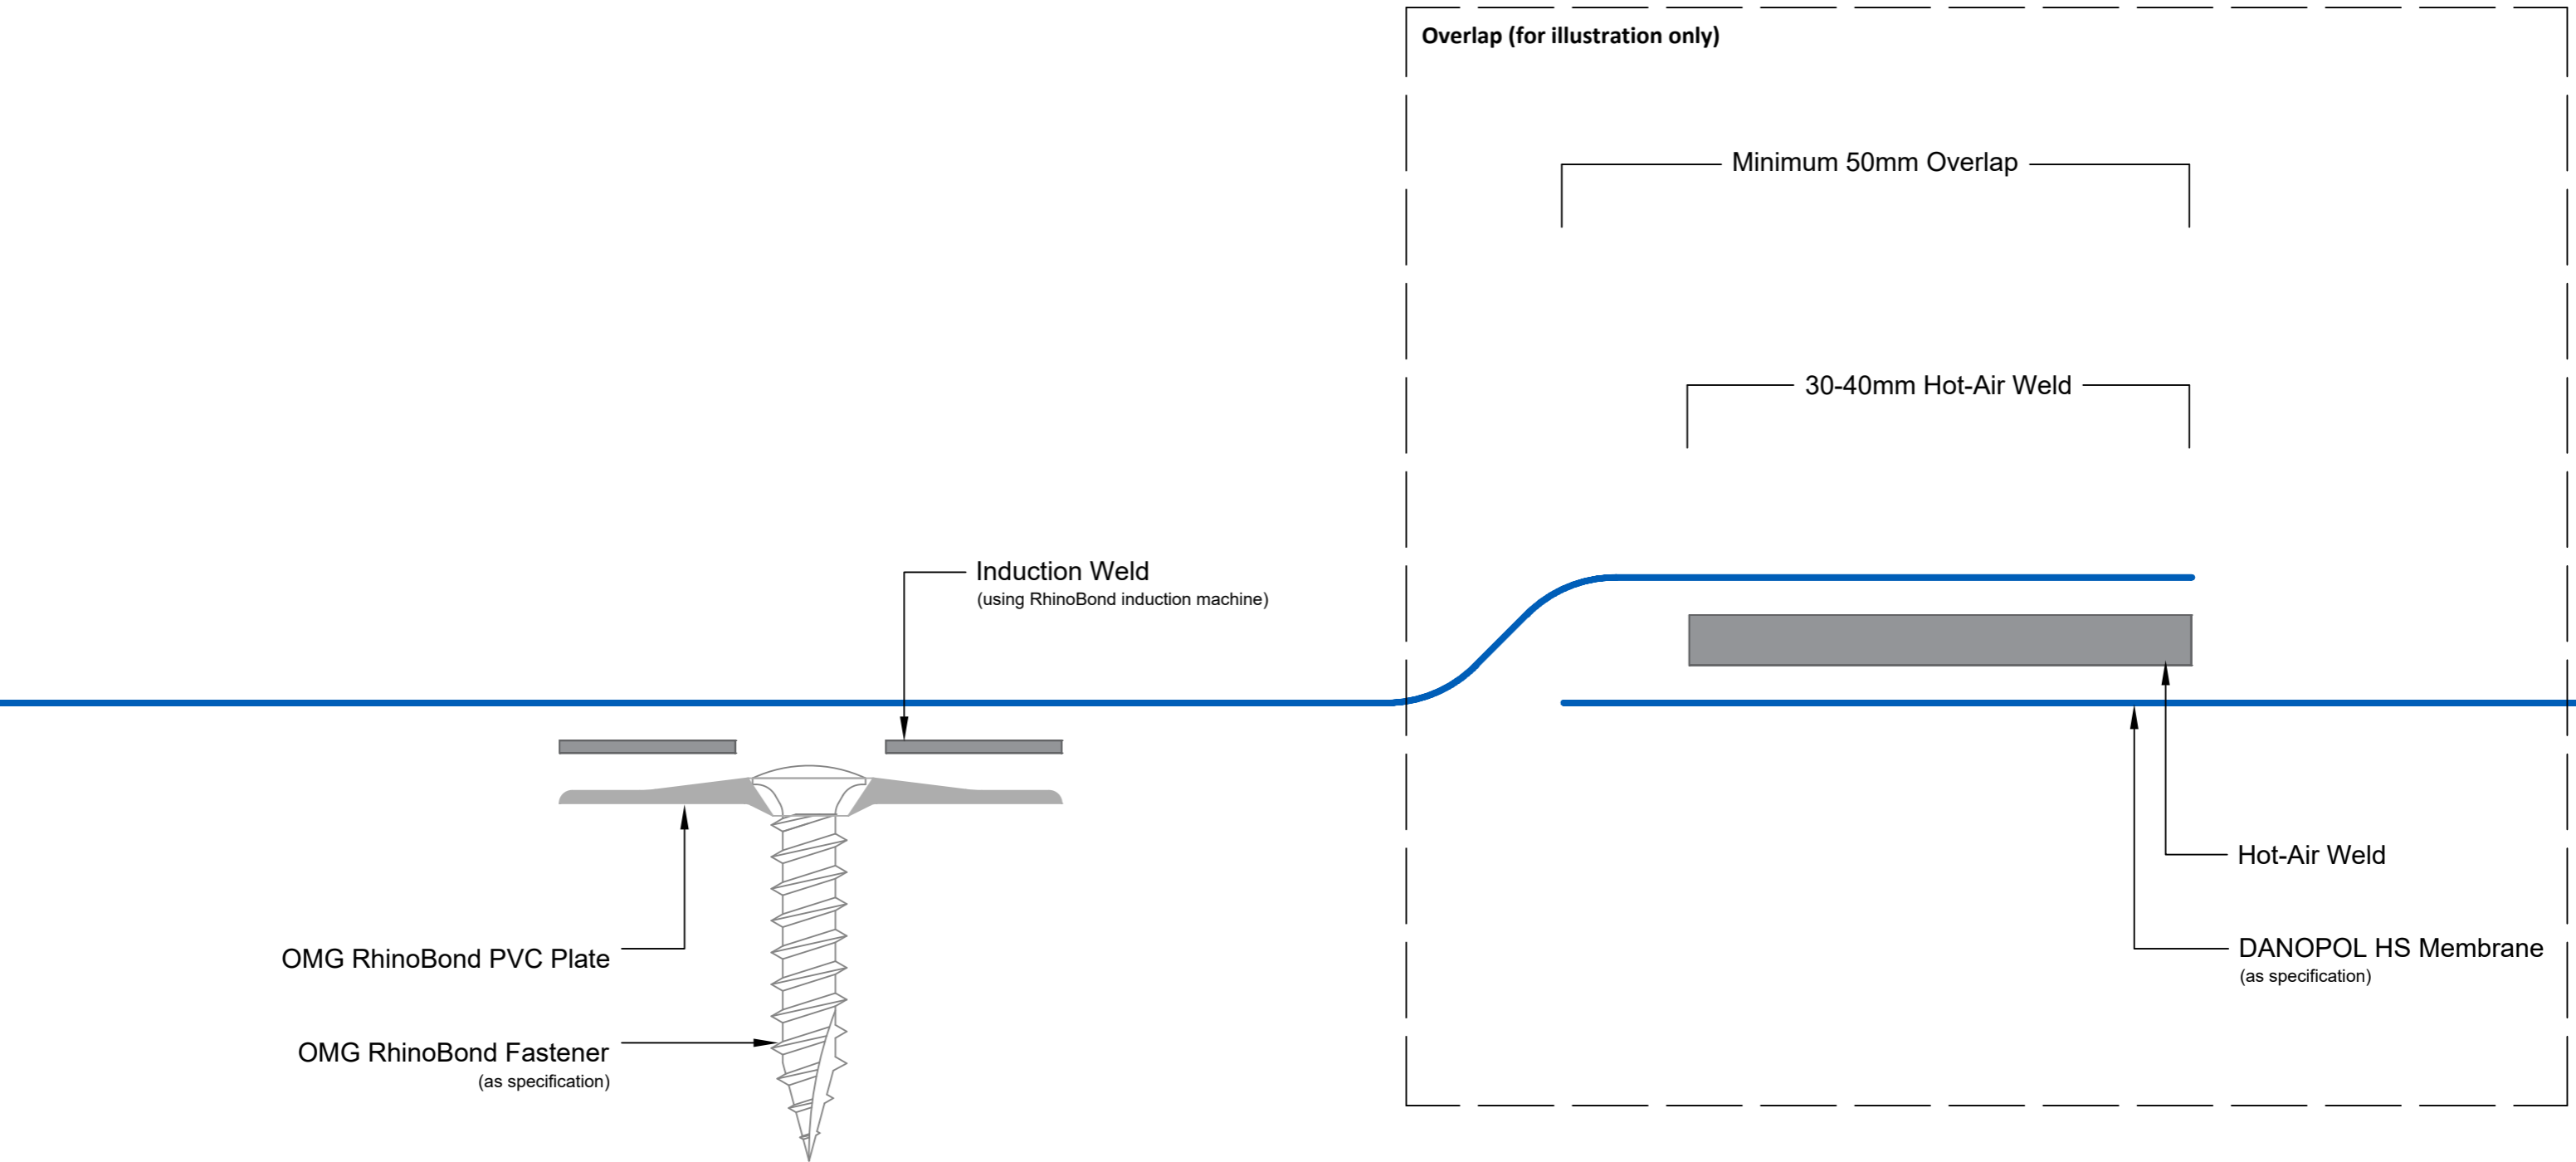 Overlap (for illustration only)
Minimum 50mm Overlap
30-40mm Hot-Air Weld
Induction Weld
(using RhinoBond induction machine)
Hot-Air Weld
OMG RhinoBond PVC Plate
DANOPOL HS Membrane
(as specification)
OMG RhinoBond Fastener
(as specification)